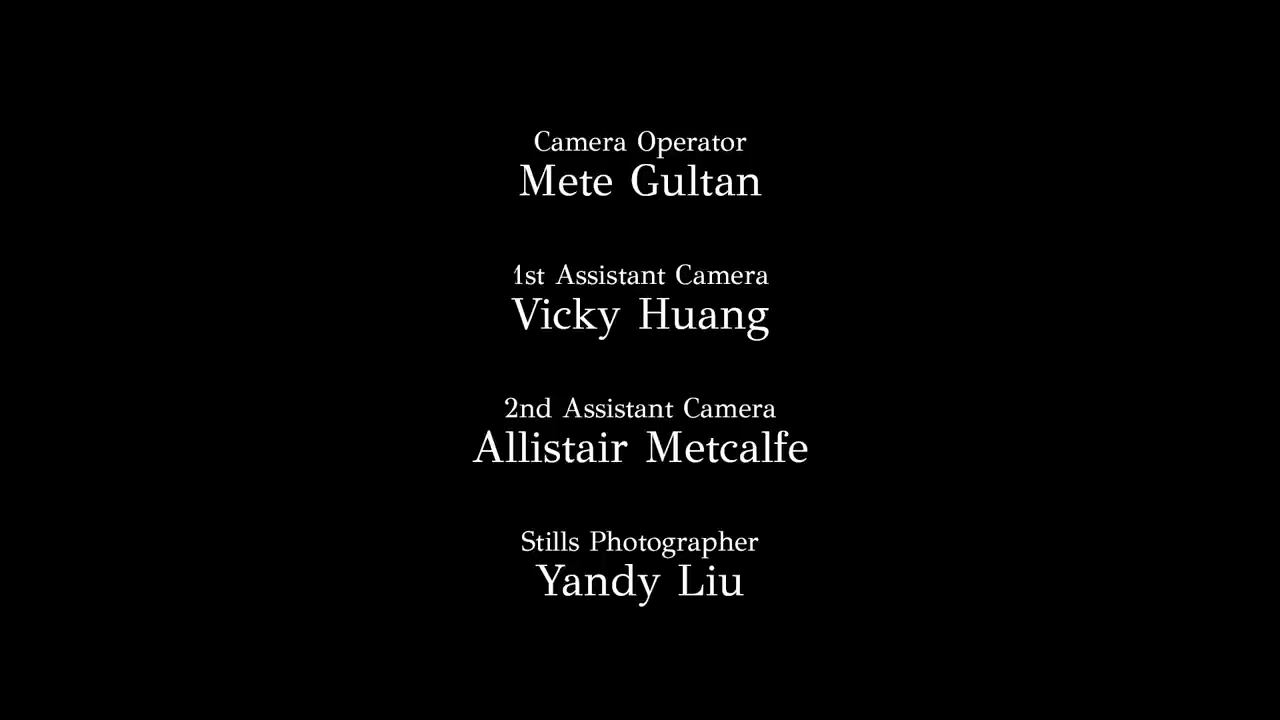 Camera Operator
Mete Gultan
1st Assistant Camera
Vicky Huang
2nd Assistant Camera
Allistair Metcalfe
Stills Photographer
Yandy Liu